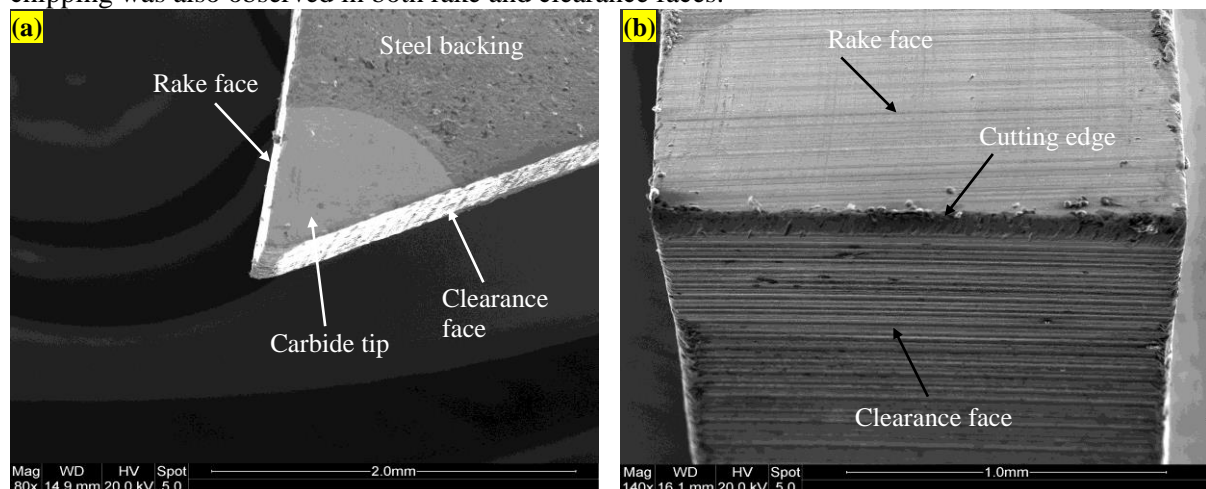 chipping was also observed in both rake and clearance faces.
(a)
Steel backing
Rake face
Clearance
face
Carbide tip
Mag WD HV Spot
80x 14.9 mm 20.0 kV 5.0
2.0mm
(b)
Rake face
Cutting edge
Clearance face
Mag WD HV Spot
140x 16.1 mm 20.0 kV 5.0
1.0mm